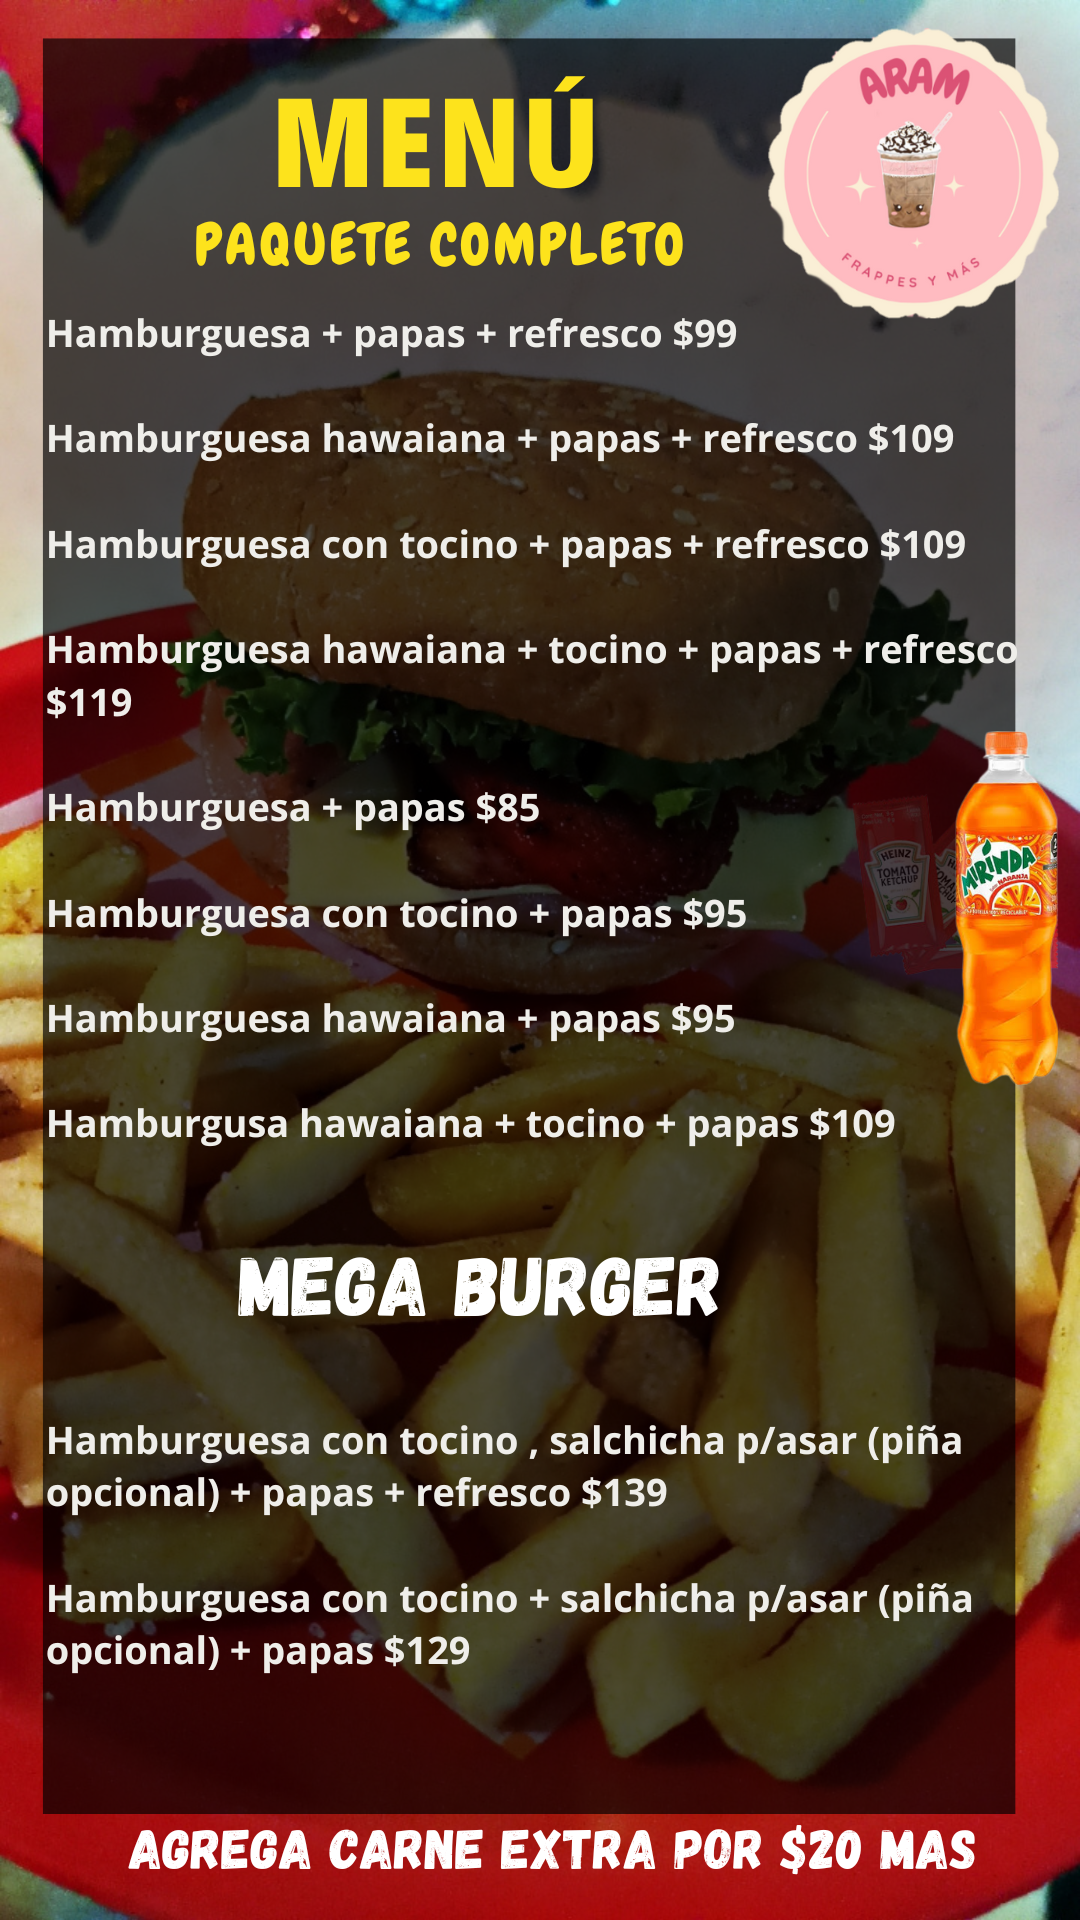 MENÚ
PAQUETE COMPLETO
ARAM
FRAPPES Y MÁS
Hamburguesa + papas + refresco $99
Hamburguesa hawaiana + papas + refresco $109
Hamburguesa con tocino + papas + refresco $109
Hamburguesa hawaiana + tocino + papas + refresco
$119
Hamburguesa + papas $85
HEINZ
TOMATO
KETCHUP
MIRINDA
NARANJA
Hamburguesa con tocino + papas $95
Hamburguesa hawaiana + papas $95
Hamburgusa hawaiana + tocino + papas $109
MEGA BURGER
Hamburguesa con tocino , salchicha p/asar (piña
opcional) + papas + refresco $139
Hamburguesa con tocino + salchicha p/asar (piña
opcional) + papas $129
AGREGA CARNE EXTRA POR $20 MAS